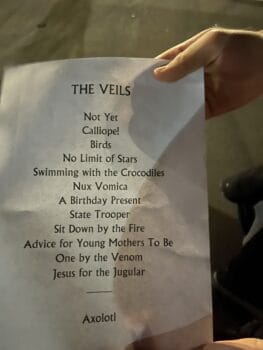 THE VEILS
Not Yet
Calliope!
Birds
No Limit of Stars
Swimming with the Crocodiles
Nux Vomica
A Birthday Present
State Trooper
Sit Down by the Fire
Advice for Young Mothers To Be
One by the Venom
Jesus for the Jugular
Axolotl